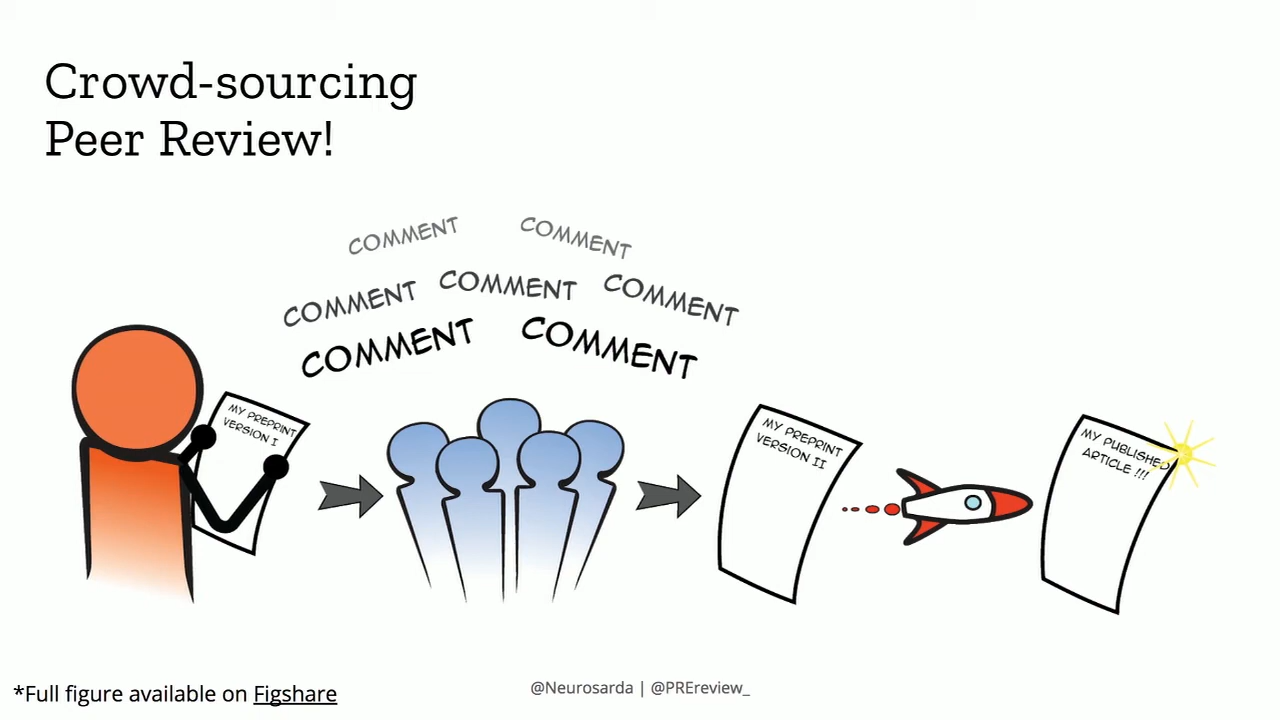 Crowd-sourcing
Peer Review!
COMMENT
COMMENT
COMMENT
COMMENT
COMMENT
COMMENT
COMMENT
MY PREPRINT
VERSION I
MY PREPRINT
VERSION II
MY PUBLISHED
ARTICLE !!!
*Full figure available on Figshare
@Neurosarda | @PREreview_